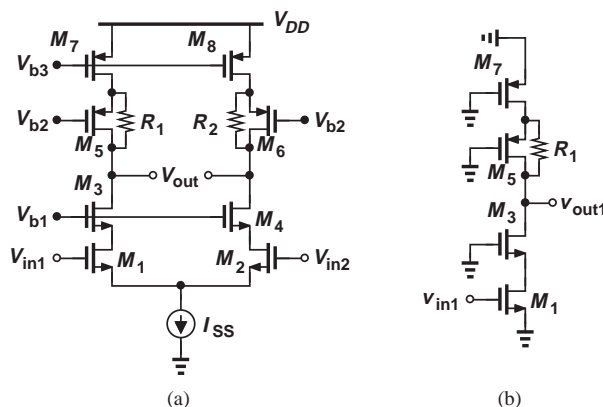 V_DD
M_7 M_8
V_b3
V_b2 R_1 R_2 V_b2
M_5 M_6
M_3 V_out
V_b1 M_4
V_in1 M_1 M_2 V_in2
I_SS
(a)
M_7
R_1
M_5
M_3 v_out1
v_in1 M_1
(b)